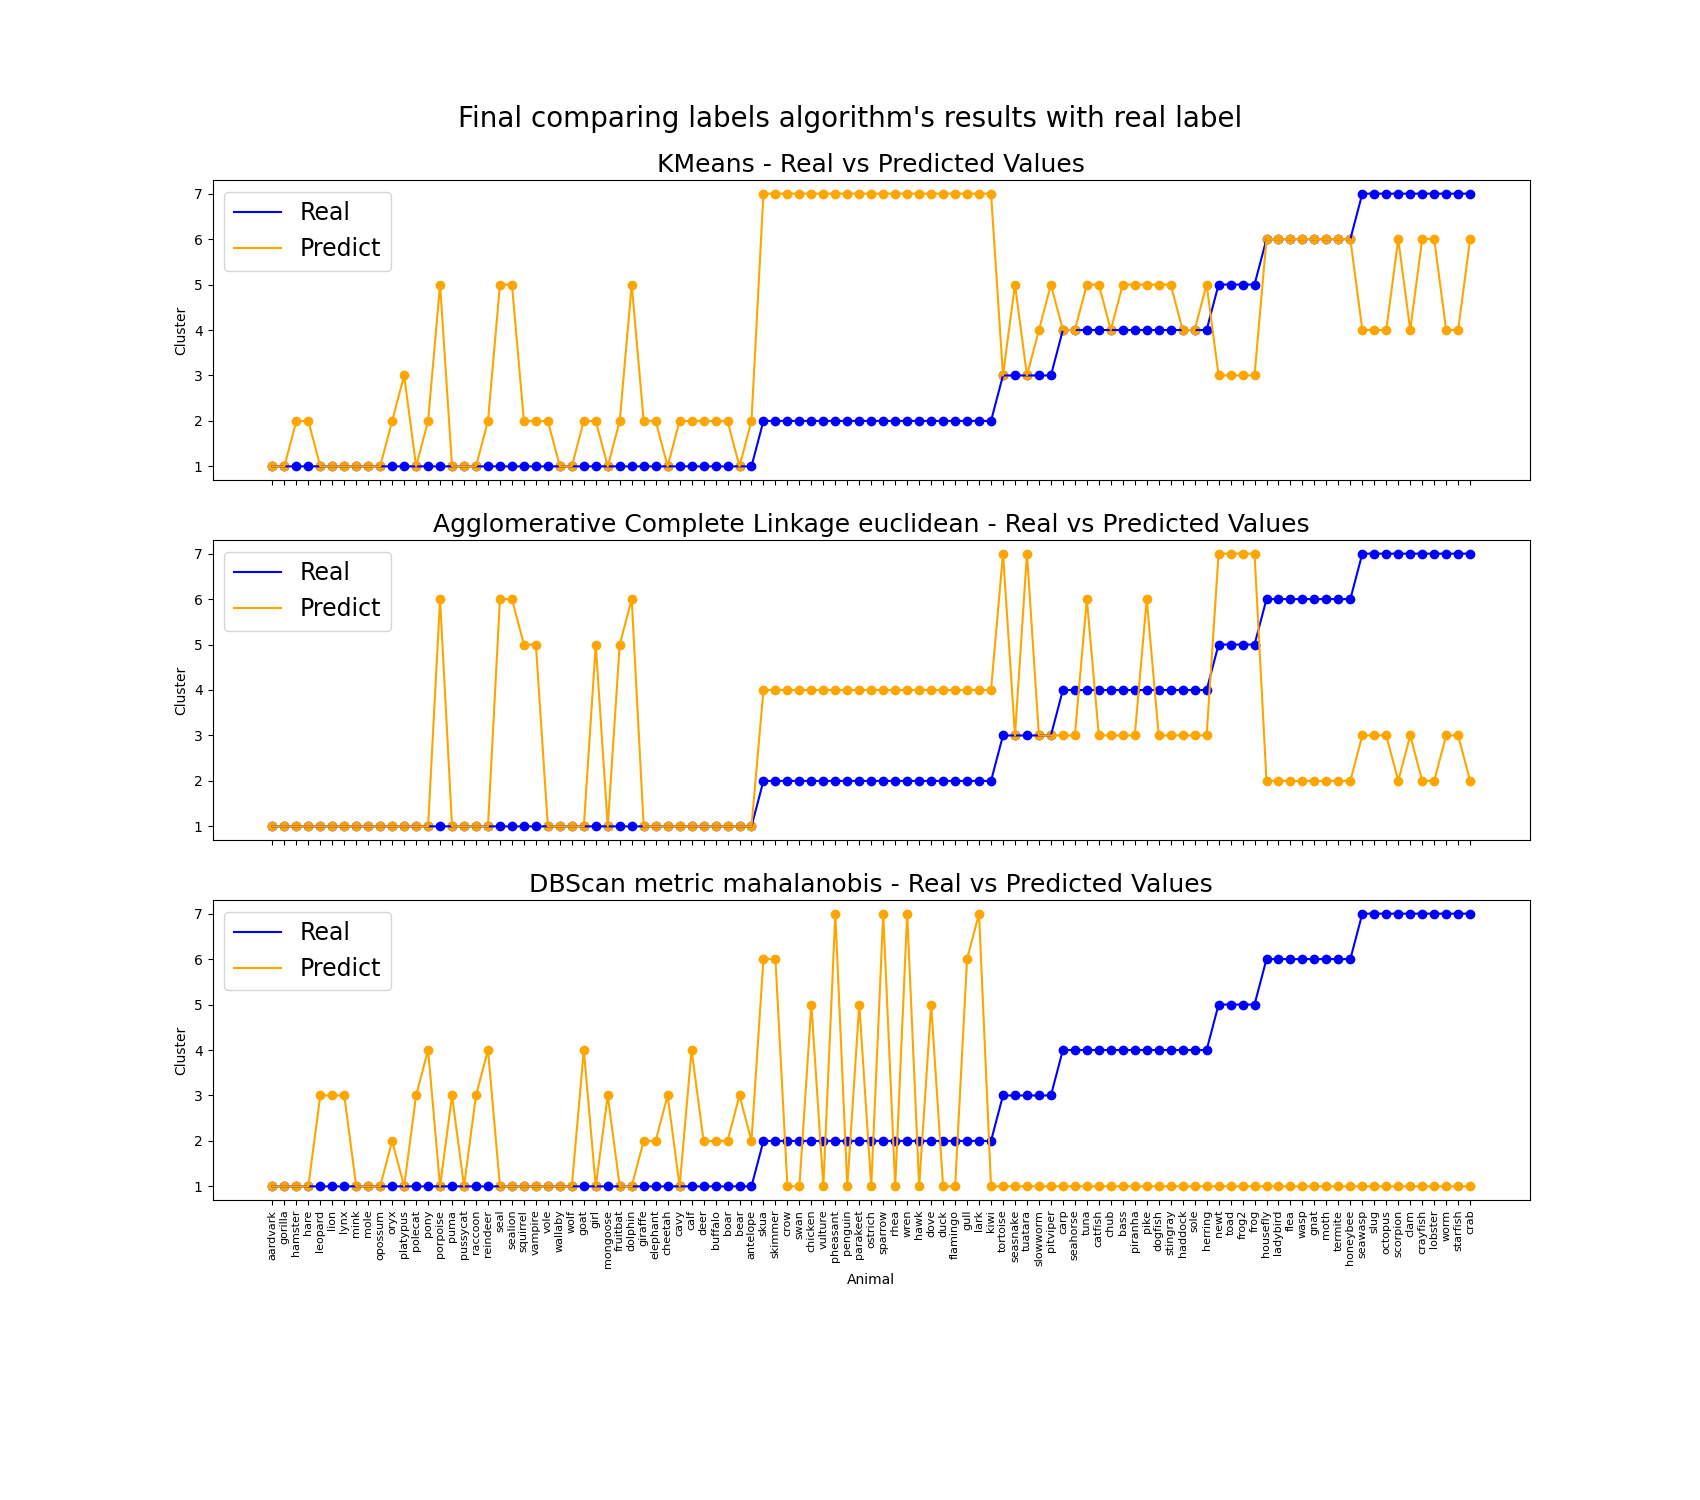 Final comparing labels algorithm's results with real label
KMeans - Real vs Predicted Values
7
6
5
4
3
2
1
Cluster
Real
Predict
Agglomerative Complete Linkage euclidean - Real vs Predicted Values
7
6
5
4
3
2
1
Cluster
Real
Predict
DBScan metric mahalanobis - Real vs Predicted Values
7
6
5
4
3
2
1
Cluster
Real
Predict
aardvark
gorilla
hamster
hare
leopard
lion
lynx
mink
mole
opossum
oryx
platypus
polecat
pony
porpoise
puma
pussycat
raccoon
reindeer
seal
sealion
squirrel
vampire
vole
wallaby
wolf
goat
girl
mongoose
fruitbat
dolphin
giraffe
elephant
cheetah
cavy
calf
deer
buffalo
boar
bear
antelope
skua
skimmer
crow
swan
chicken
vulture
pheasant
penguin
parakeet
ostrich
sparrow
rhea
wren
hawk
dove
duck
flamingo
gull
lark
kiwi
tortoise
seasnake
tuatara
slowworm
pitviper
carp
seahorse
tuna
catfish
chub
bass
piranha
pike
dogfish
stingray
haddock
sole
herring
newt
toad
frog2
frog
housefly
ladybird
flea
wasp
gnat
moth
termite
honeybee
seawasp
slug
octopus
scorpion
clam
crayfish
lobster
worm
starfish
crab
Animal